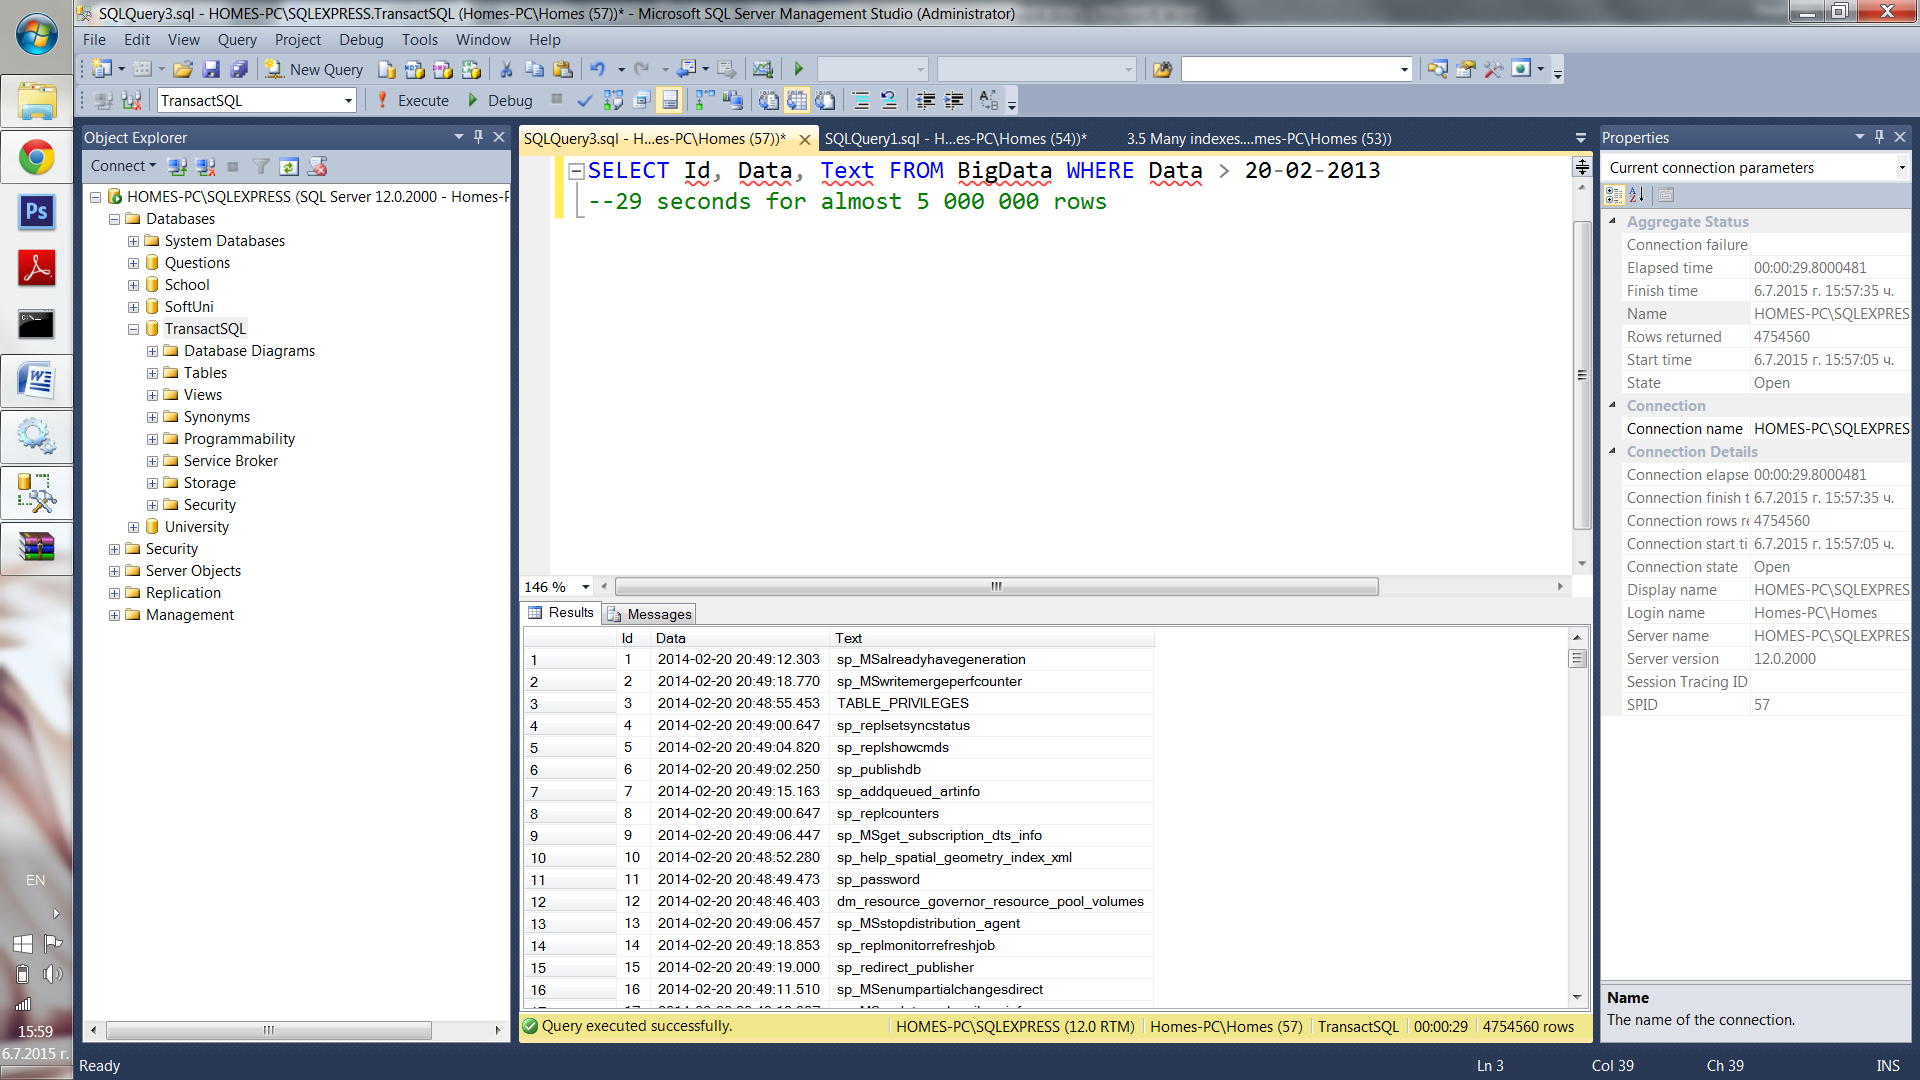 SQLQuery3.sql - HOMES-PC\SQLEXPRESS.TransactSQL (Homes-PC\Homes (57))* - Microsoft SQL Server Management Studio (Administrator)
File Edit View Query Project Debug Tools Window Help
New Query
TransactSQL Execute Debug
Object Explorer
Connect
HOMES-PC\SQLEXPRESS (SQL Server 12.0.2000 - Homes-P
Databases
System Databases
Questions
School
SoftUni
TransactSQL
Database Diagrams
Tables
Views
Synonyms
Programmability
Service Broker
Storage
Security
University
Security
Server Objects
Replication
Management
SQLQuery3.sql - H...es-PC\Homes (57))* SQLQuery1.sql - H...es-PC\Homes (54))* 3.5 Many indexes....mes-PC\Homes (53))
SELECT Id, Data, Text FROM BigData WHERE Data > 20-02-2013
--29 seconds for almost 5 000 000 rows
146 %
Results Messages
Id Data Text
1 1 2014-02-20 20:49:12.303 sp_MSalreadyhavegeneration
2 2 2014-02-20 20:49:18.770 sp_MSwritemergeperfcounter
3 3 2014-02-20 20:48:55.453 TABLE_PRIVILEGES
4 4 2014-02-20 20:49:00.647 sp_replsetsyncstatus
5 5 2014-02-20 20:49:04.820 sp_replshowcmds
6 6 2014-02-20 20:49:02.250 sp_publishdb
7 7 2014-02-20 20:49:15.163 sp_addqueued_artinfo
8 8 2014-02-20 20:49:00.647 sp_replcounters
9 9 2014-02-20 20:49:06.447 sp_MSget_subscription_dts_info
10 10 2014-02-20 20:48:52.280 sp_help_spatial_geometry_index_xml
11 11 2014-02-20 20:48:49.473 sp_password
12 12 2014-02-20 20:48:46.403 dm_resource_governor_resource_pool_volumes
13 13 2014-02-20 20:49:06.457 sp_MSstopdistribution_agent
14 14 2014-02-20 20:49:18.853 sp_replmonitorrefreshjob
15 15 2014-02-20 20:49:19.000 sp_redirect_publisher
16 16 2014-02-20 20:49:11.510 sp_MSenumpartialchangesdirect
Query executed successfully. HOMES-PC\SQLEXPRESS (12.0 RTM) Homes-PC\Homes (57) TransactSQL 00:00:29 4754560 rows
Properties
Current connection parameters
Aggregate Status
Connection failure
Elapsed time 00:00:29.8000481
Finish time 6.7.2015 г. 15:57:35 ч.
Name HOMES-PC\SQLEXPRES
Rows returned 4754560
Start time 6.7.2015 г. 15:57:05 ч.
State Open
Connection
Connection name HOMES-PC\SQLEXPRES
Connection Details
Connection elapse 00:00:29.8000481
Connection finish t 6.7.2015 г. 15:57:35 ч.
Connection rows re 4754560
Connection start ti 6.7.2015 г. 15:57:05 ч.
Connection state Open
Display name HOMES-PC\SQLEXPRES
Login name Homes-PC\Homes
Server name HOMES-PC\SQLEXPRES
Server version 12.0.2000
Session Tracing ID
SPID 57
Name
The name of the connection.
Ready Ln 3 Col 39 Ch 39 INS
Ps
EN
15:59
6.7.2015 г.